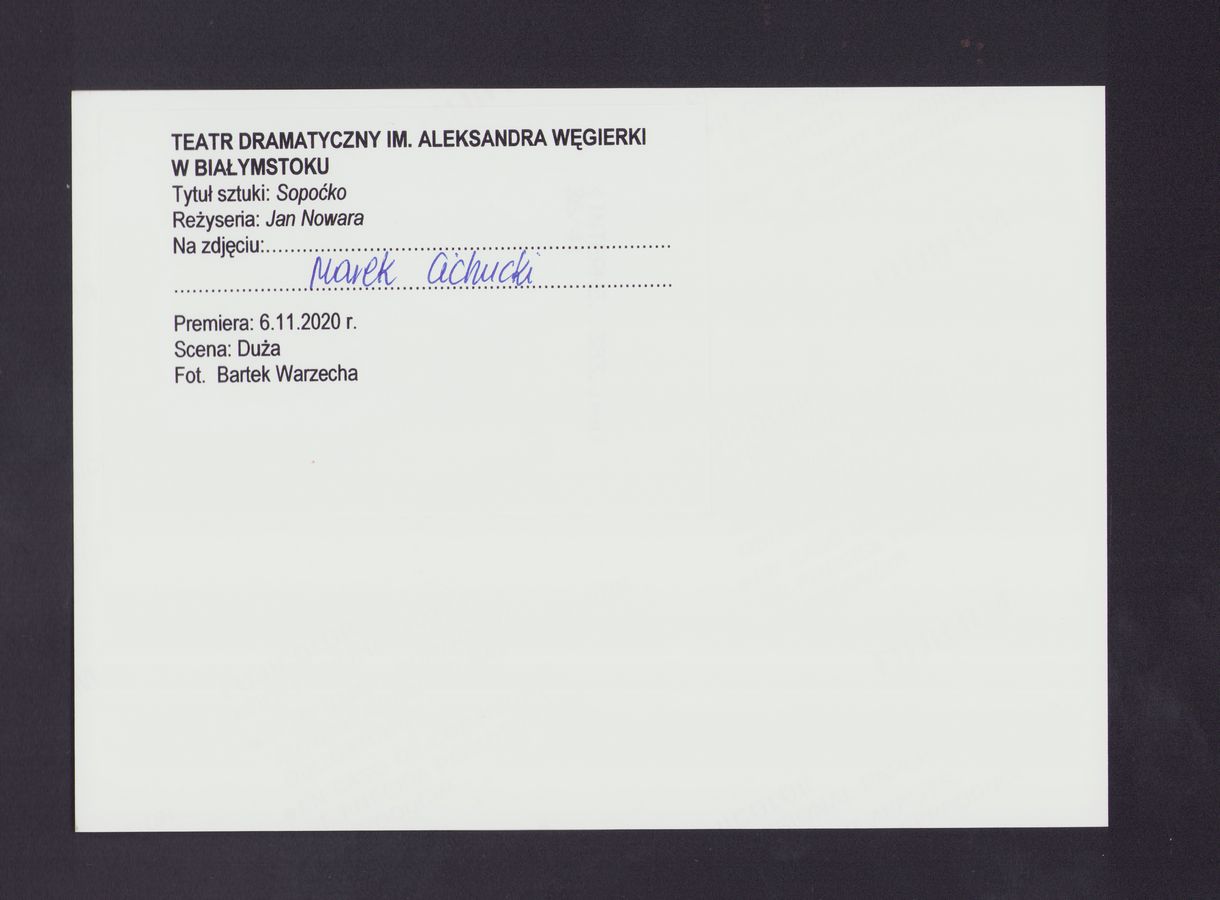 TEATR DRAMATYCZNY IM. ALEKSANDRA WĘGIERKI
W BIAŁYMSTOKU
Tytuł sztuki: Sopoćko
Reżyseria: Jan Nowara
Na zdjęciu:
Marek Cichucki
Premiera: 6.11.2020 r.
Scena: Duża
Fot. Bartek Warzecha